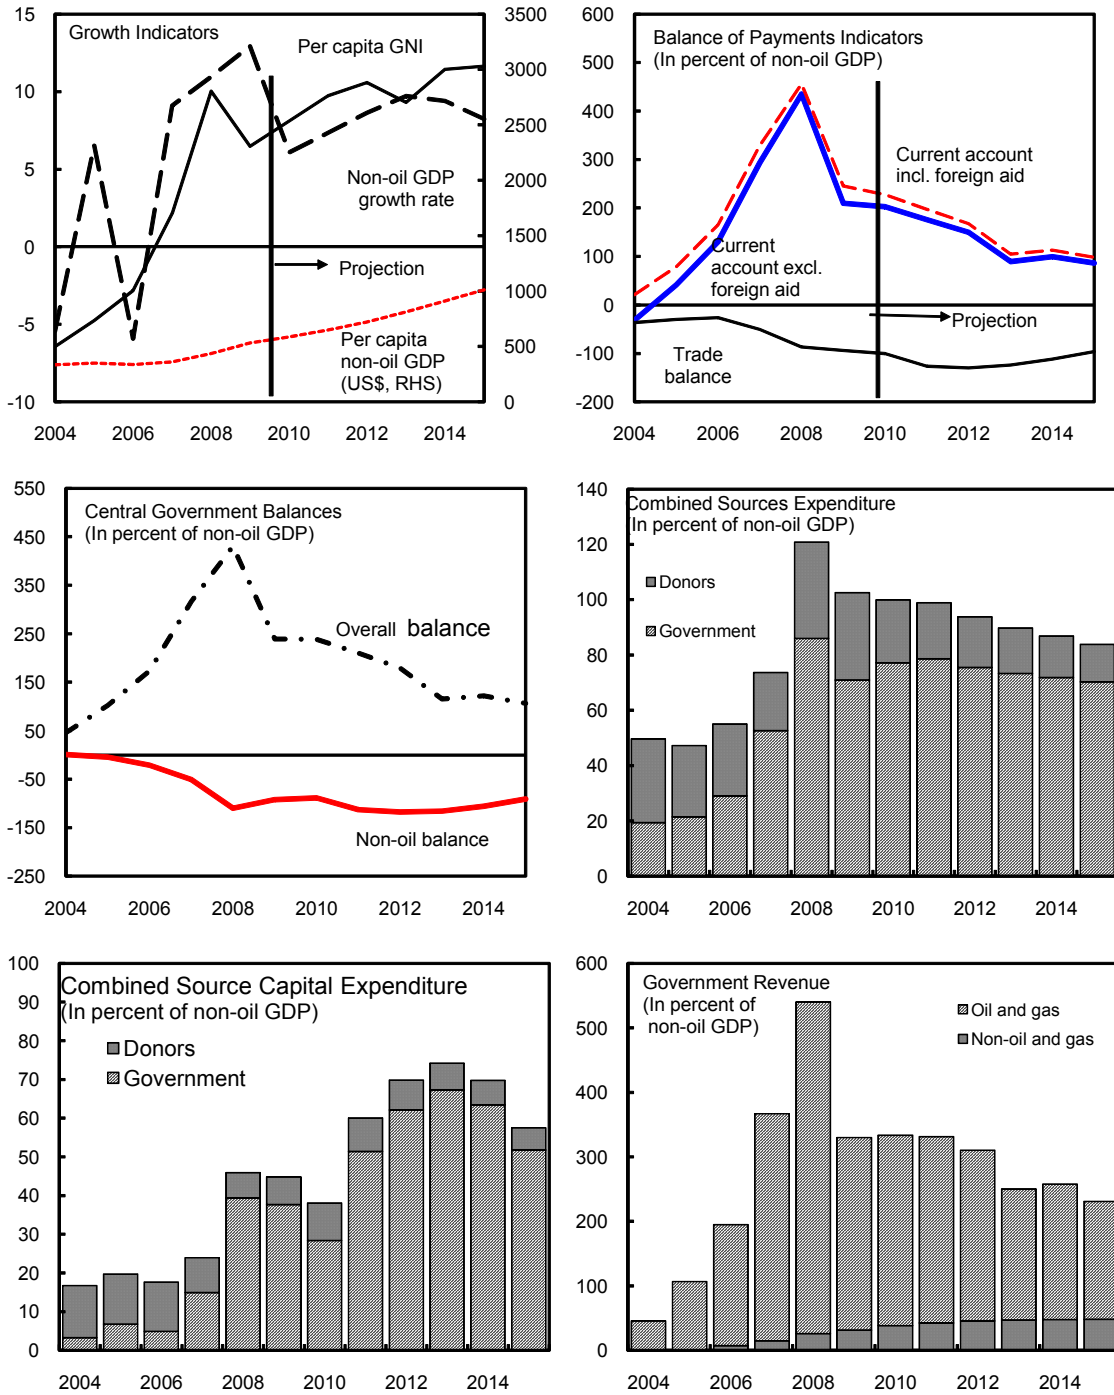 Growth Indicators
Per capita GNI
Non-oil GDP
growth rate
Projection
Per capita
non-oil GDP
(US$, RHS)
15
10
5
0
-5
-10
3500
3000
2500
2000
1500
1000
500
0
2004 2006 2008 2010 2012 2014
Balance of Payments Indicators
(In percent of non-oil GDP)
Current account
incl. foreign aid
Current
account excl.
foreign aid
Projection
Trade
balance
600
500
400
300
200
100
0
-100
-200
2004 2006 2008 2010 2012 2014
Central Government Balances
(In percent of non-oil GDP)
Overall balance
Non-oil balance
550
450
350
250
150
50
-50
-150
-250
2004 2006 2008 2010 2012 2014
Combined Sources Expenditure
(In percent of non-oil GDP)
Donors
Government
140
120
100
80
60
40
20
0
2004 2006 2008 2010 2012 2014
Combined Source Capital Expenditure
(In percent of non-oil GDP)
Donors
Government
100
90
80
70
60
50
40
30
20
10
0
2004 2006 2008 2010 2012 2014
Government Revenue
(In percent of
non-oil GDP)
Oil and gas
Non-oil and gas
600
500
400
300
200
100
0
2004 2006 2008 2010 2012 2014